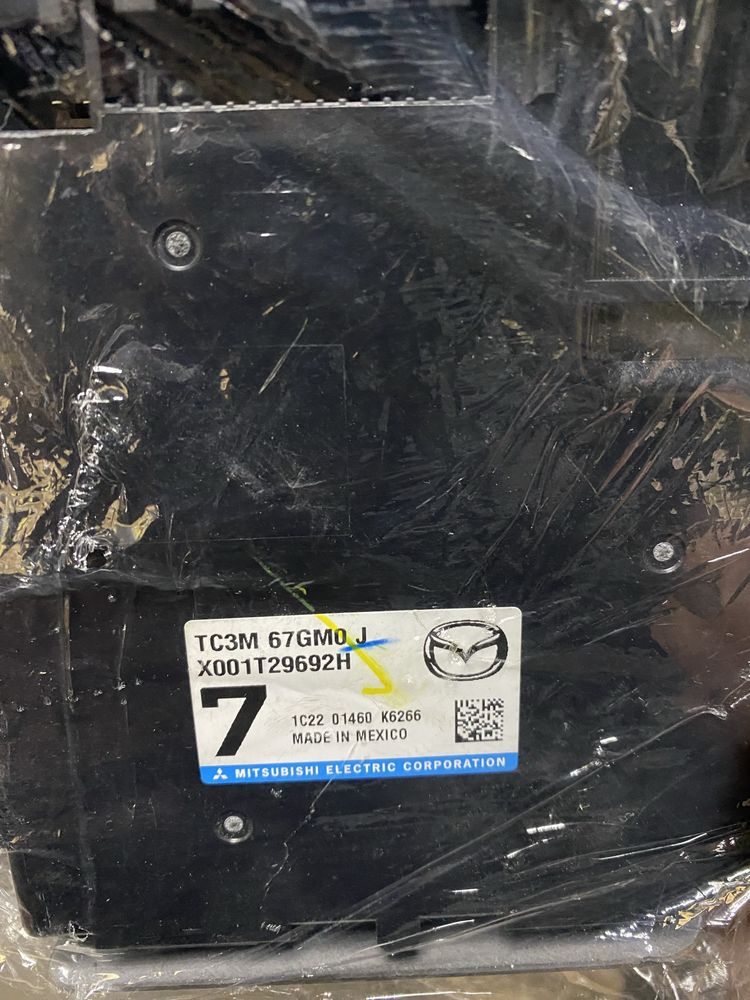 TC3M 67GM0 J
X001T29692H
7
1C22 01460 K6266
MADE IN MEXICO
MITSUBISHI ELECTRIC CORPORATION